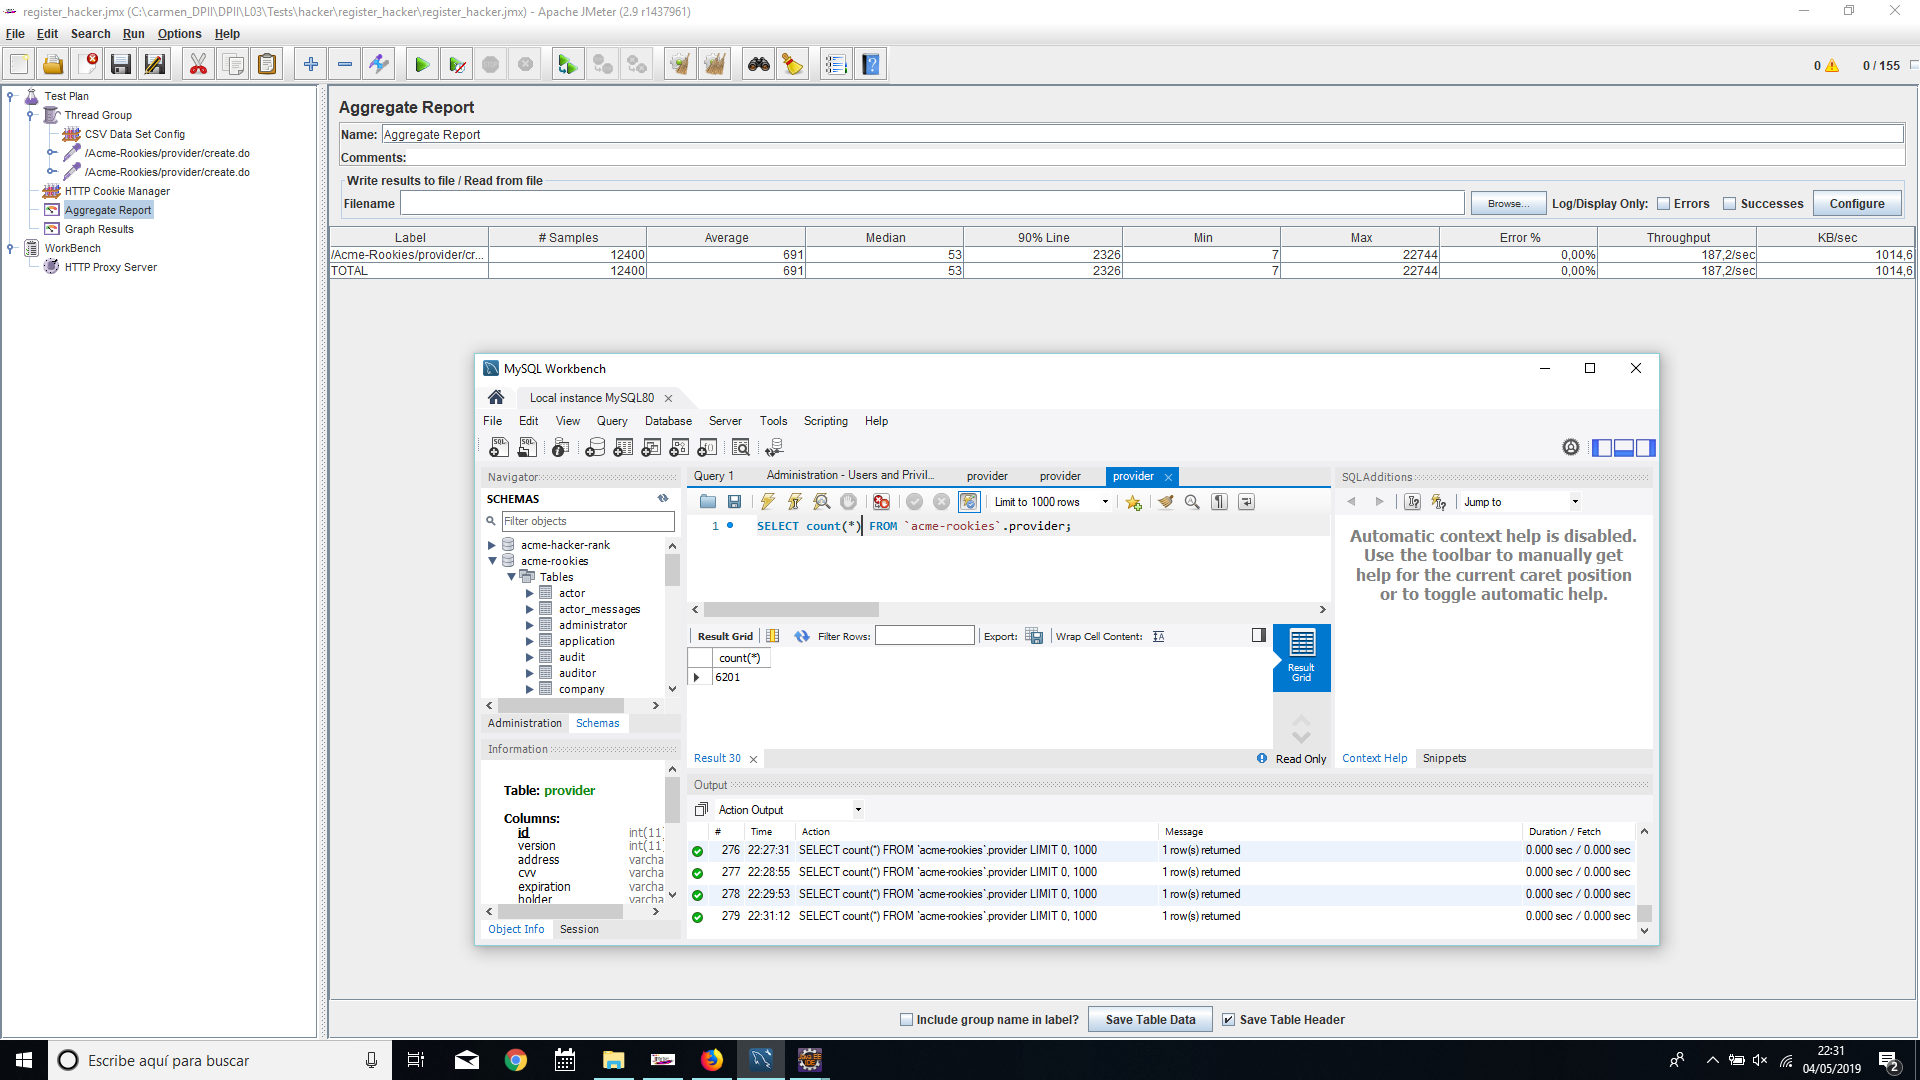 register_hacker.jmx (C:\carmen_DPII\DPII\L03\Tests\hacker\register_hacker\register_hacker.jmx) - Apache JMeter (2.9 r1437961)
File Edit Search Run Options Help
0 0 / 155
Test Plan
Thread Group
CSV Data Set Config
/Acme-Rookies/provider/create.do
/Acme-Rookies/provider/create.do
HTTP Cookie Manager
Aggregate Report
Graph Results
WorkBench
HTTP Proxy Server
Aggregate Report
Name: Aggregate Report
Comments:
Write results to file / Read from file
Filename Browse... Log/Display Only: Errors Successes Configure
Label # Samples Average Median 90% Line Min Max Error % Throughput KB/sec
/Acme-Rookies/provider/cr... 12400 691 53 2326 7 22744 0,00% 187,2/sec 1014,6
TOTAL 12400 691 53 2326 7 22744 0,00% 187,2/sec 1014,6
MySQL Workbench
Local instance MySQL80
File Edit View Query Database Server Tools Scripting Help
Navigator
SCHEMAS
Filter objects
acme-hacker-rank
acme-rookies
Tables
actor
actor_messages
administrator
application
audit
auditor
company
Administration Schemas
Information
Table: provider
Columns:
id int(11)
version int(11)
address varcha
cvv varcha
expiration varcha
holder varcha
Object Info Session
Query 1 Administration - Users and Privil... provider provider provider
Limit to 1000 rows
1 SELECT count(*) FROM `acme-rookies`.provider;
Result Grid Filter Rows: Export: Wrap Cell Content:
count(*)
6201
Result Grid
Result 30 Read Only
SQLAdditions
Jump to
Automatic context help is disabled.
Use the toolbar to manually get
help for the current caret position
or to toggle automatic help.
Context Help Snippets
Output
Action Output
# Time Action Message Duration / Fetch
276 22:27:31 SELECT count(*) FROM `acme-rookies`.provider LIMIT 0, 1000 1 row(s) returned 0.000 sec / 0.000 sec
277 22:28:55 SELECT count(*) FROM `acme-rookies`.provider LIMIT 0, 1000 1 row(s) returned 0.000 sec / 0.000 sec
278 22:29:53 SELECT count(*) FROM `acme-rookies`.provider LIMIT 0, 1000 1 row(s) returned 0.000 sec / 0.000 sec
279 22:31:12 SELECT count(*) FROM `acme-rookies`.provider LIMIT 0, 1000 1 row(s) returned 0.000 sec / 0.000 sec
Include group name in label? Save Table Data Save Table Header
Escribe aquí para buscar
22:31
04/05/2019
2